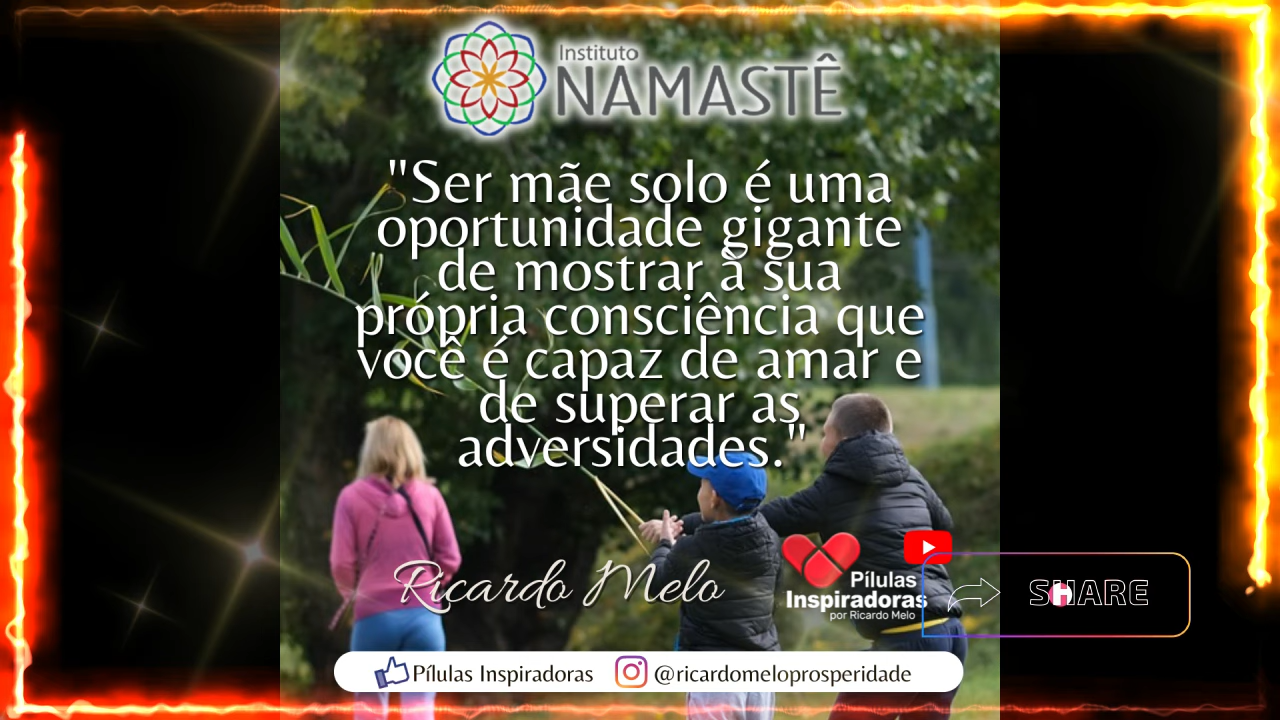 Instituto
NAMASTÊ
"Ser mãe solo é uma
oportunidade gigante
de mostrar à sua
própria consciência que
você é capaz de amar e
de superar as
adversidades."
Ricardo Melo
Pílulas
Inspiradoras
por Ricardo Melo
SHARE
Pílulas Inspiradoras @ricardomeloprosperidade